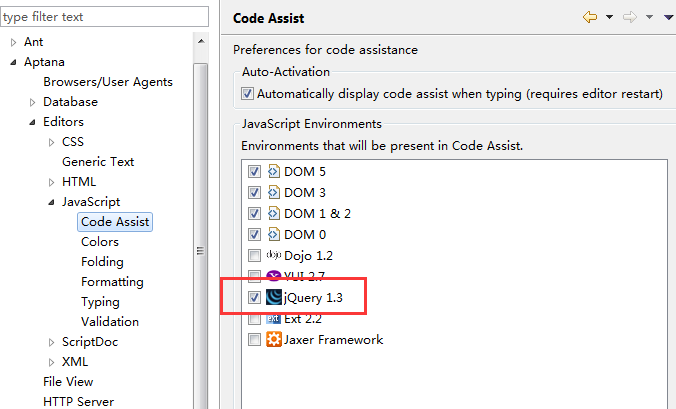 type filter text
Ant
Aptana
Browsers/User Agents
Database
Editors
CSS
Generic Text
HTML
JavaScript
Code Assist
Colors
Folding
Formatting
Typing
Validation
ScriptDoc
XML
File View
HTTP Server
Code Assist
Preferences for code assistance
Auto-Activation
Automatically display code assist when typing (requires editor restart)
JavaScript Environments
Environments that will be present in Code Assist.
DOM 5
DOM 3
DOM 1 & 2
DOM 0
dojo Dojo 1.2
YUI 2.7
jQuery 1.3
Ext 2.2
Jaxer Framework